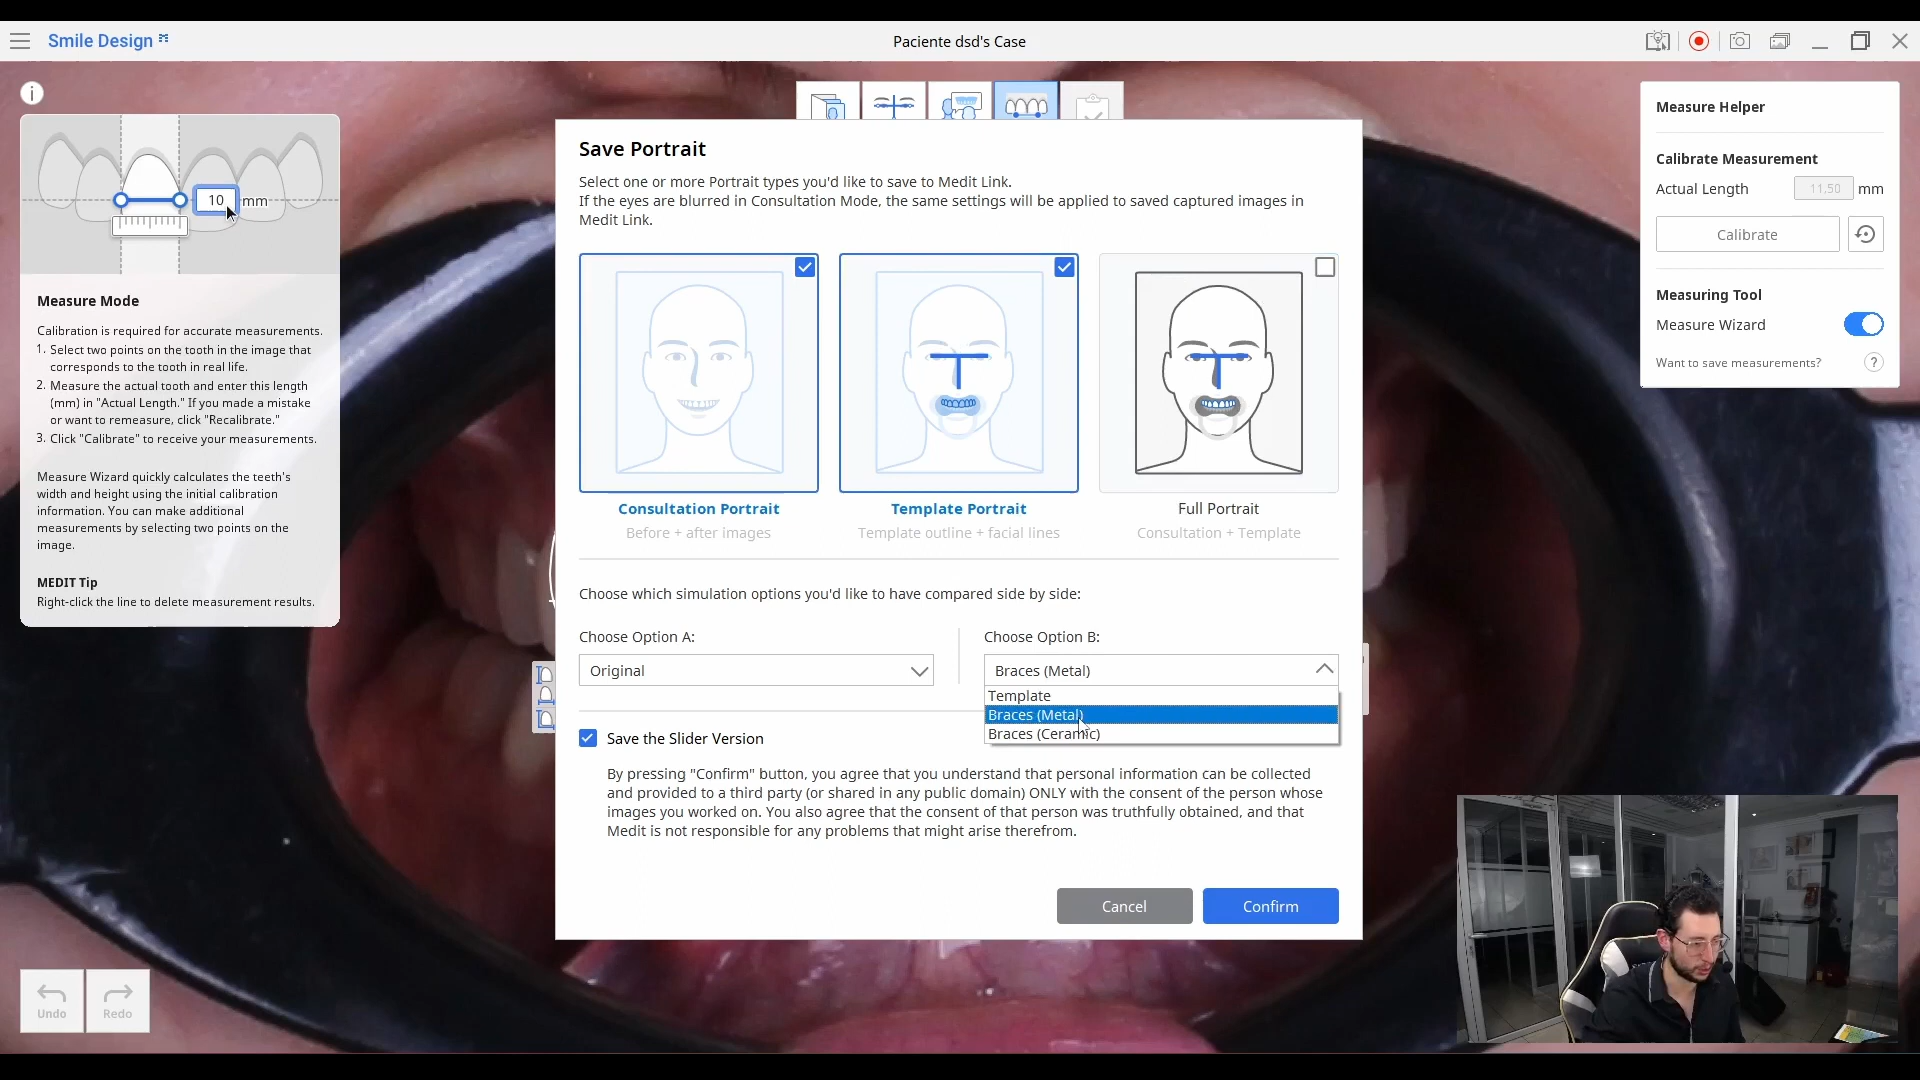 Smile Design
Paciente dsd's Case
10 mm
Measure Mode
Calibration is required for accurate measurements.
1. Select two points on the tooth in the image that
corresponds to the tooth in real life.
2. Measure the actual tooth and enter this length
(mm) in "Actual Length." If you made a mistake
or want to remeasure, click "Recalibrate."
3. Click "Calibrate" to receive your measurements.
Measure Wizard quickly calculates the teeth's
width and height using the initial calibration
information. You can make additional
measurements by selecting two points on the
image.
MEDIT Tip
Right-click the line to delete measurement results.
Undo
Redo
Save Portrait
Select one or more Portrait types you'd like to save to Medit Link.
If the eyes are blurred in Consultation Mode, the same settings will be applied to saved captured images in
Medit Link.
Consultation Portrait
Before + after images
Template Portrait
Template outline + facial lines
Full Portrait
Consultation + Template
Choose which simulation options you'd like to have compared side by side:
Choose Option A:
Original
Choose Option B:
Braces (Metal)
Template
Braces (Metal)
Braces (Ceramic)
Save the Slider Version
By pressing "Confirm" button, you agree that you understand that personal information can be collected
and provided to a third party (or shared in any public domain) ONLY with the consent of the person whose
images you worked on. You also agree that the consent of that person was truthfully obtained, and that
Medit is not responsible for any problems that might arise therefrom.
Cancel
Confirm
Measure Helper
Calibrate Measurement
Actual Length 11.50 mm
Calibrate
Measuring Tool
Measure Wizard
Want to save measurements? ?